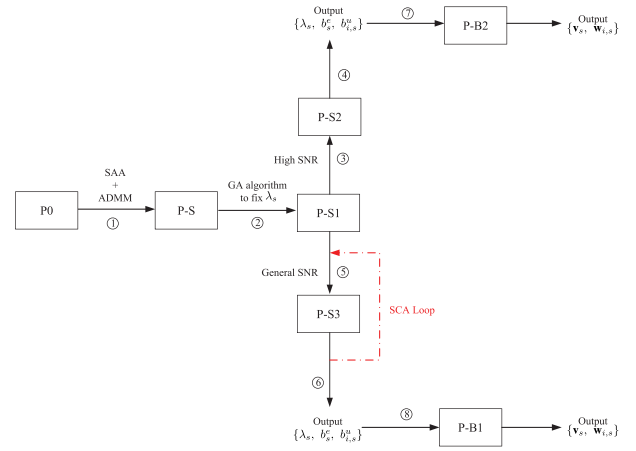 Output
{λ_s, b_s^e, b_{i,s}^u}
⑦
P-B2
Output
{v_s, w_{i,s}}
④
P-S2
High SNR
③
SAA
+
ADMM
GA algorithm
to fix λ_s
P0
①
P-S
②
P-S1
General SNR
⑤
SCA Loop
P-S3
⑥
Output
{λ_s, b_s^e, b_{i,s}^u}
⑧
P-B1
Output
{v_s, w_{i,s}}